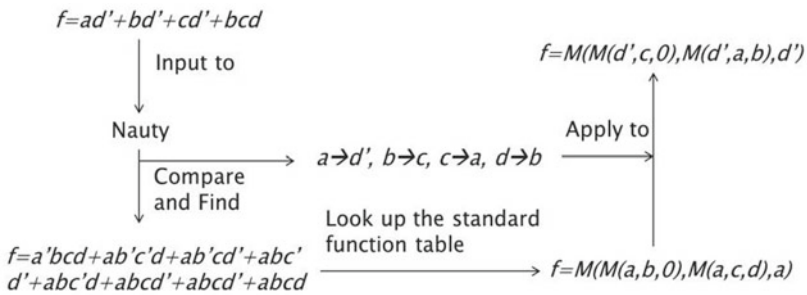 f=ad'+bd'+cd'+bcd
Input to
f=M(M(d',c,0),M(d',a,b),d')
Nauty
a→d', b→c, c→a, d→b
Apply to
Compare
and Find
Look up the standard
function table
f=a'bcd+ab'c'd+ab'cd'+abc'
d'+abc'd+abcd'+abcd'+abcd
f=M(M(a,b,0),M(a,c,d),a)